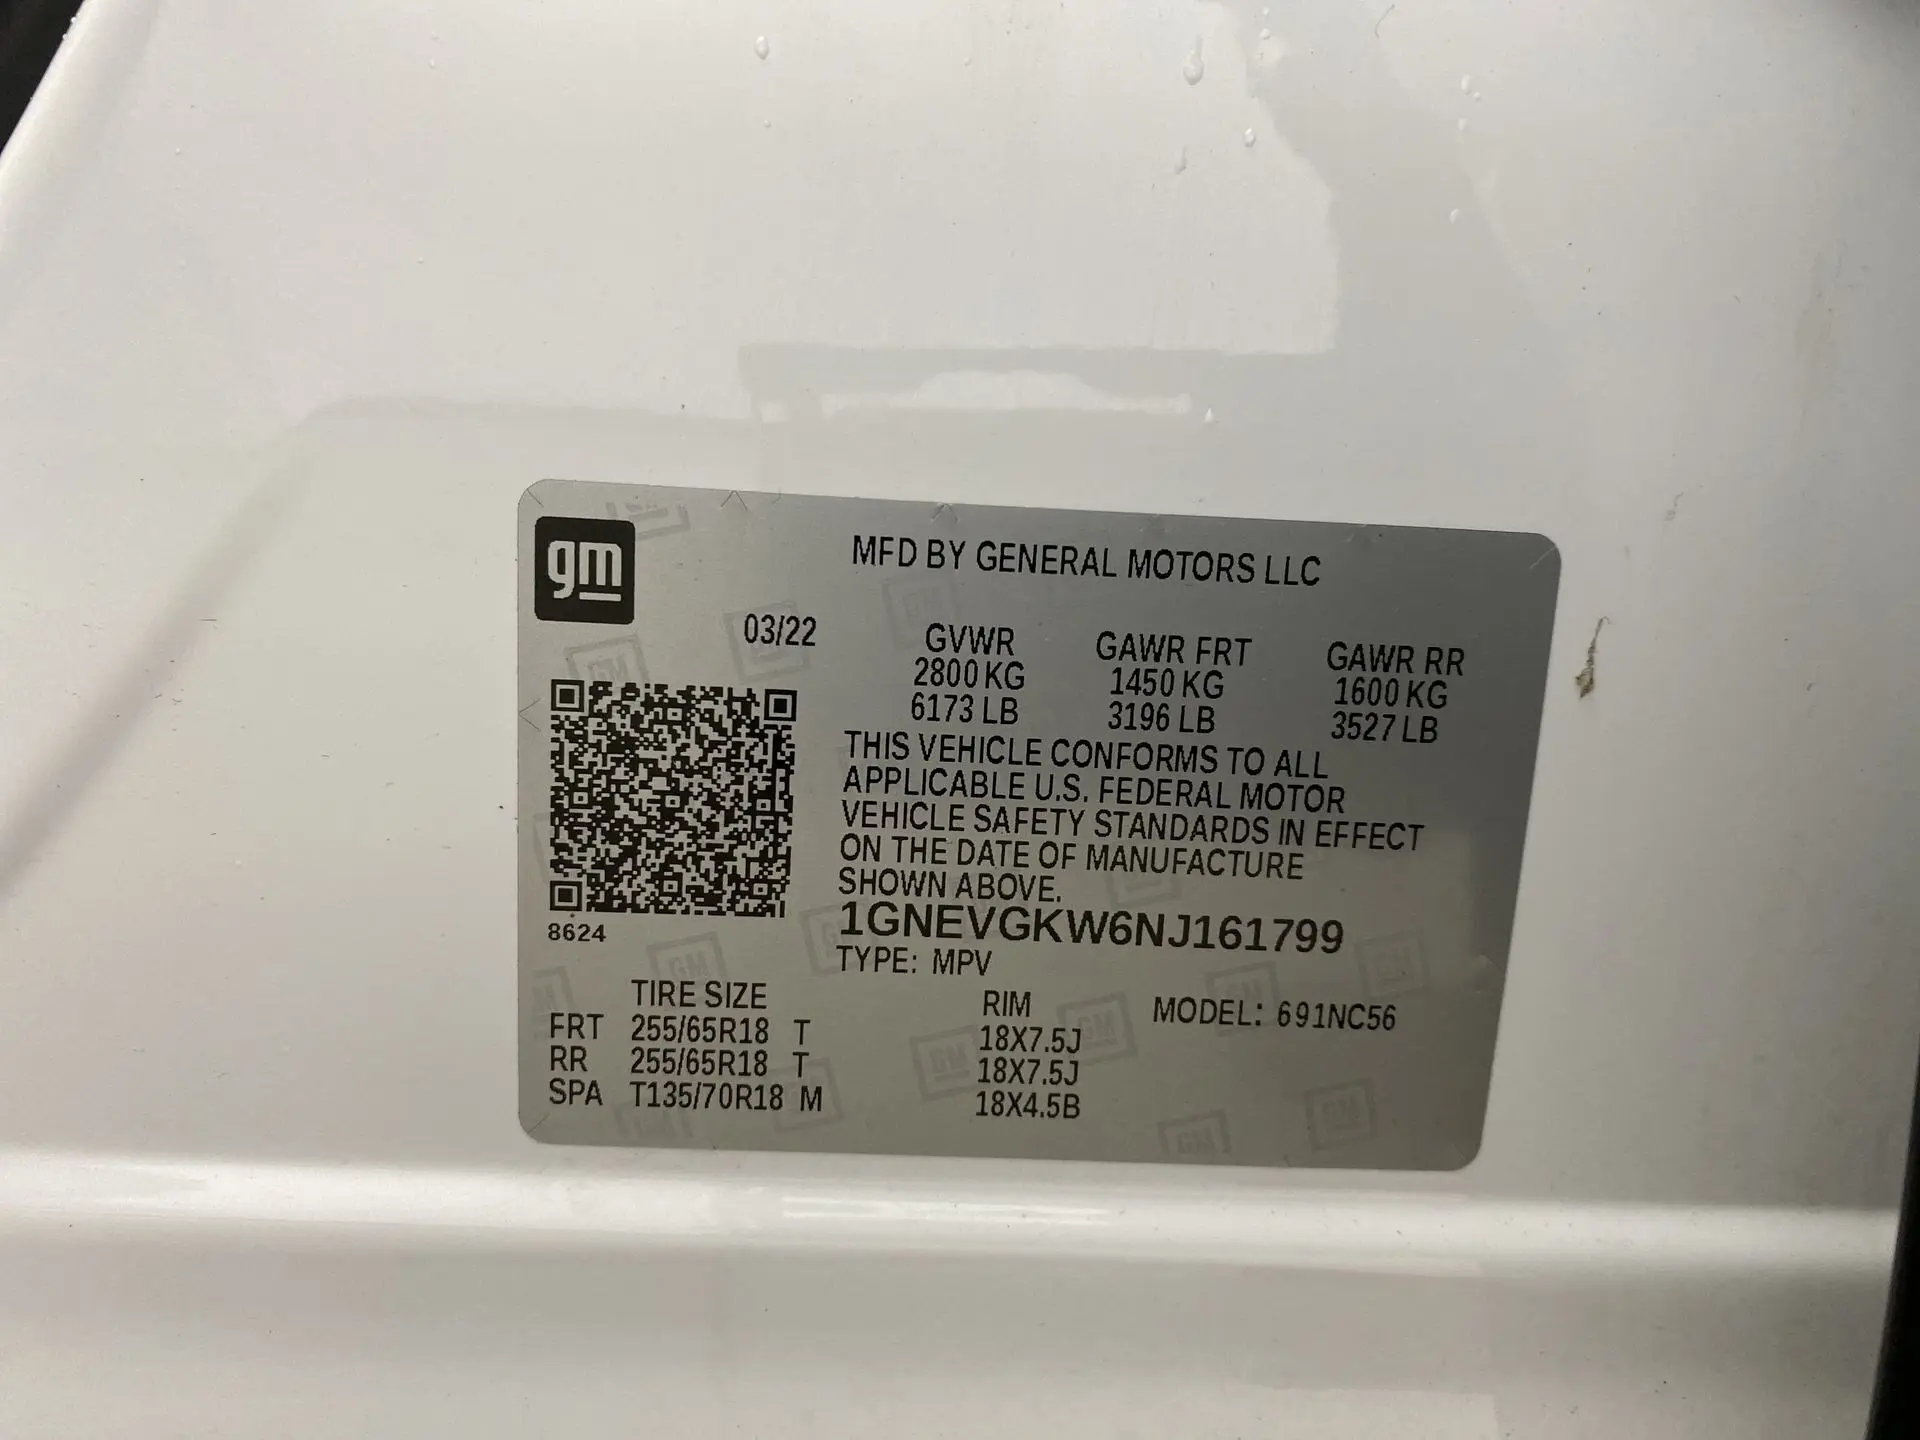 gm
MFD BY GENERAL MOTORS LLC
03/22 GVWR GAWR FRT GAWR RR
2800 KG 1450 KG 1600 KG
6173 LB 3196 LB 3527 LB
THIS VEHICLE CONFORMS TO ALL
APPLICABLE U.S. FEDERAL MOTOR
VEHICLE SAFETY STANDARDS IN EFFECT
ON THE DATE OF MANUFACTURE
SHOWN ABOVE.
8624 1GNEVGKW6NJ161799
TYPE: MPV
TIRE SIZE RIM MODEL: 691NC56
FRT 255/65R18 T 18X7.5J
RR 255/65R18 T 18X7.5J
SPA T135/70R18 M 18X4.5B